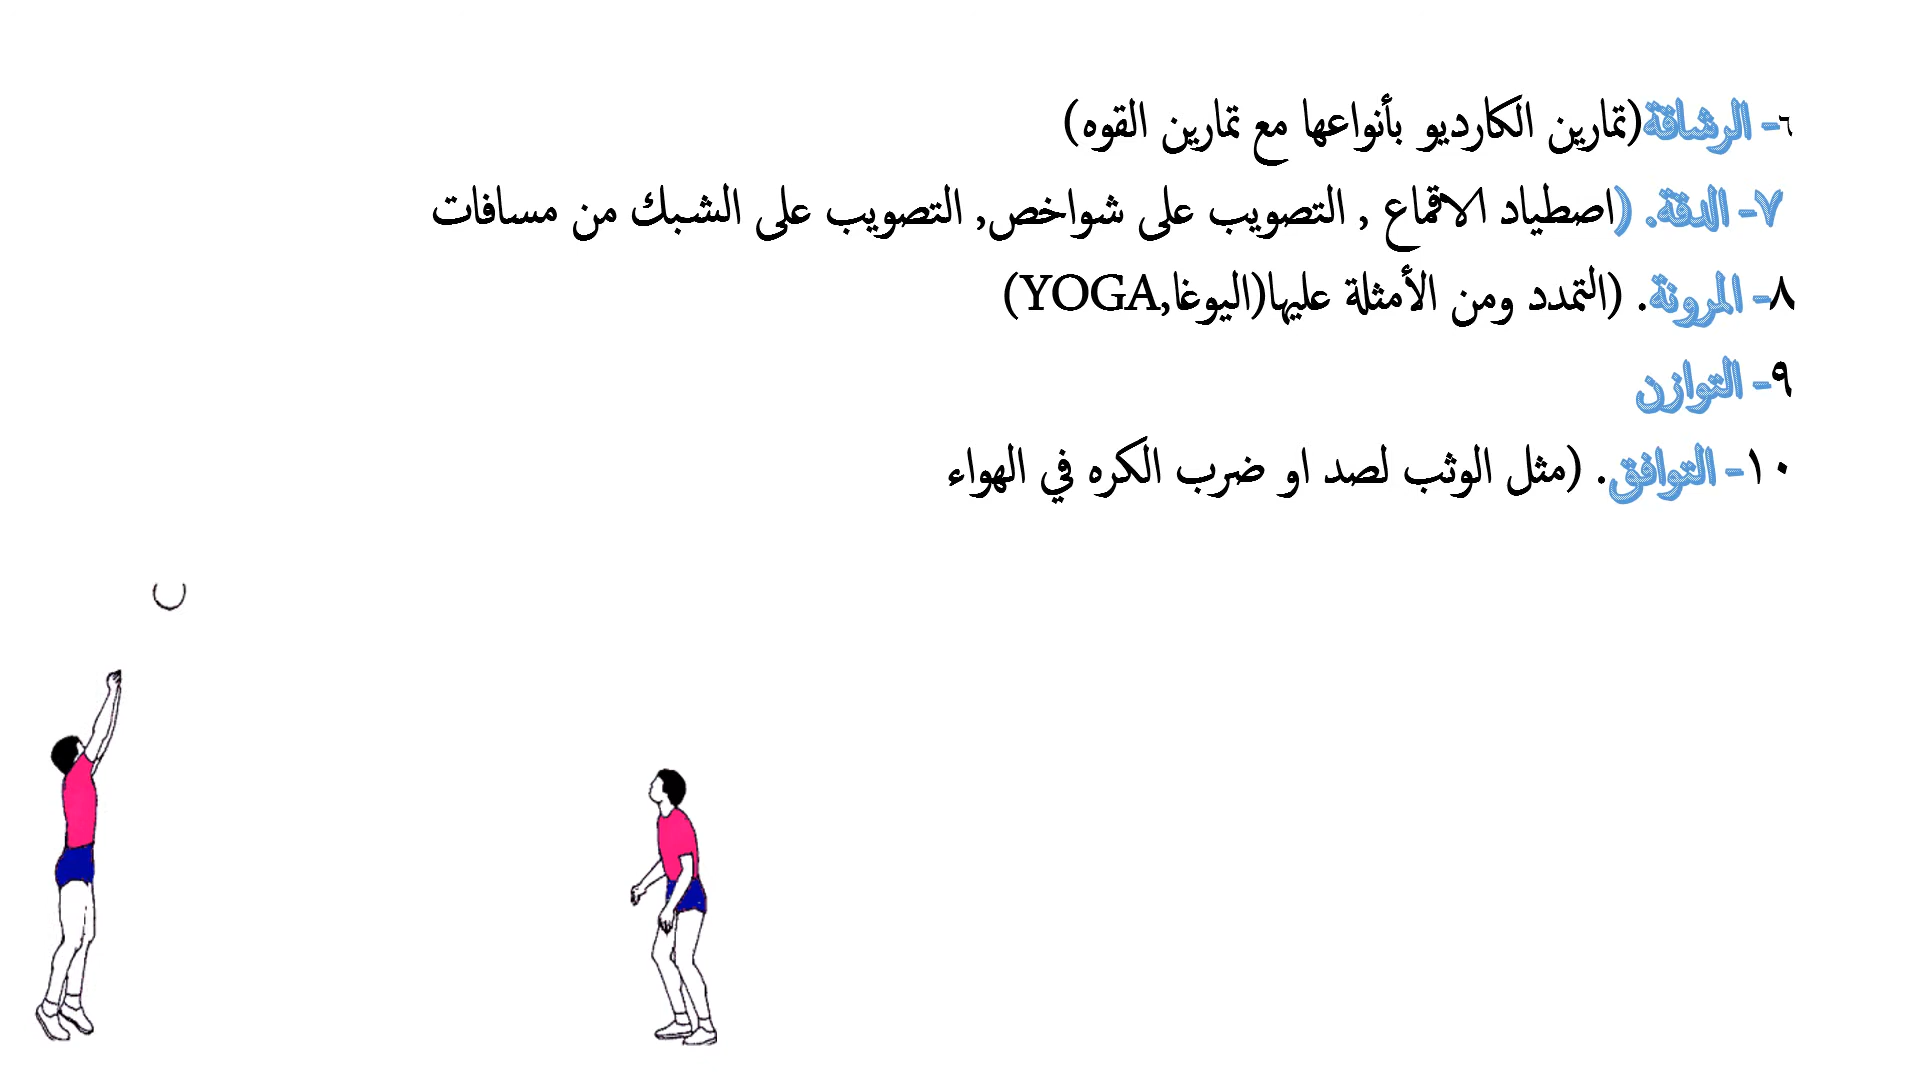 ٦- الرشاقة(تمارين الكارديو بأنواعها مع تمارين القوه)
٧- الدقة. (اصطياد الاقماع , التصويب على شواخص, التصويب على الشبك من مسافات
٨- المرونة. (التمدد ومن الأمثلة عليها(اليوغا,YOGA)
٩- التوازن
١٠- التوافق. (مثل الوثب لصد او ضرب الكره في الهواء